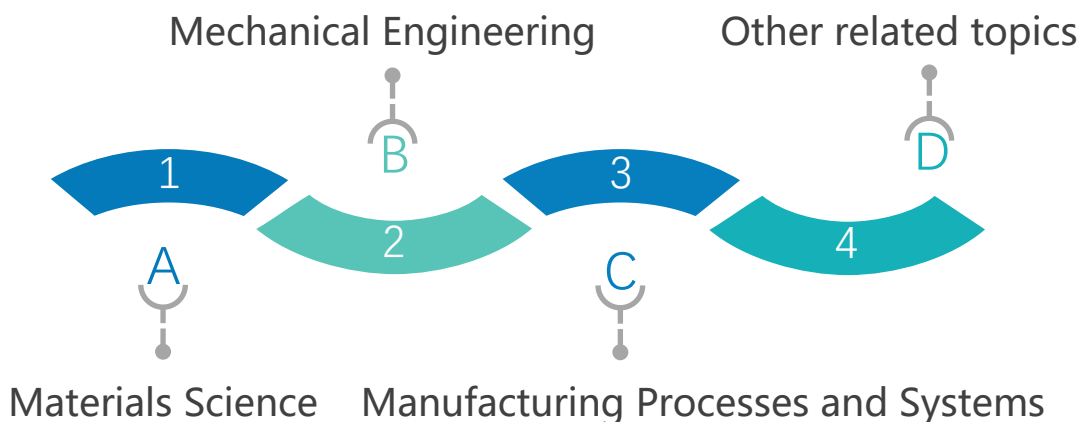 Mechanical Engineering
Other related topics
B
D
1
3
2
4
A
C
Materials Science
Manufacturing Processes and Systems